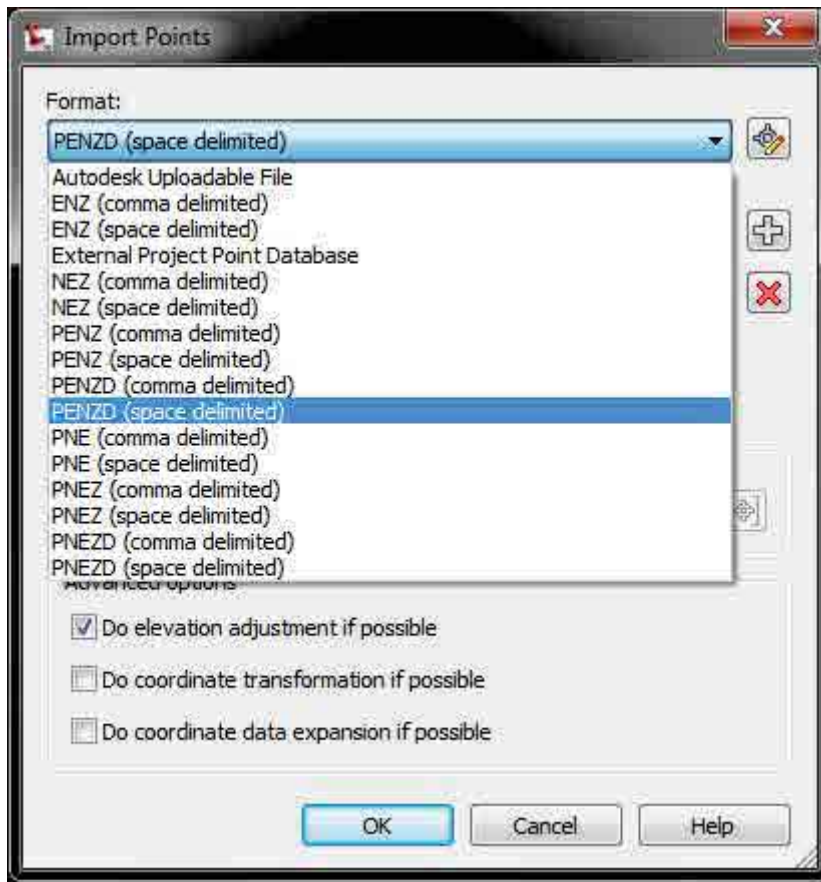 Import Points
Format:
PENZD (space delimited)
Autodesk Uploadable File
ENZ (comma delimited)
ENZ (space delimited)
External Project Point Database
NEZ (comma delimited)
NEZ (space delimited)
PENZ (comma delimited)
PENZ (space delimited)
PENZD (comma delimited)
PENZD (space delimited)
PNE (comma delimited)
PNE (space delimited)
PNEZ (comma delimited)
PNEZ (space delimited)
PNEZD (comma delimited)
PNEZD (space delimited)
Advanced options
Do elevation adjustment if possible
Do coordinate transformation if possible
Do coordinate data expansion if possible
OK Cancel Help